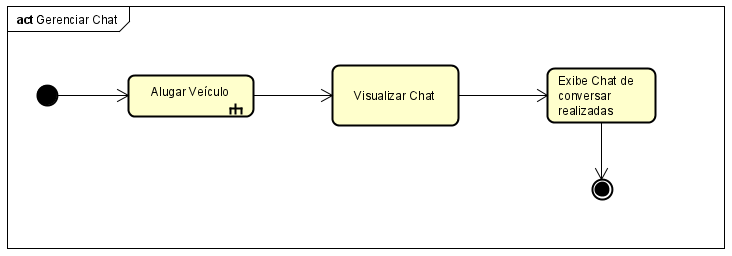 act Gerenciar Chat
Alugar Veículo
Visualizar Chat
Exibe Chat de
conversar
realizadas